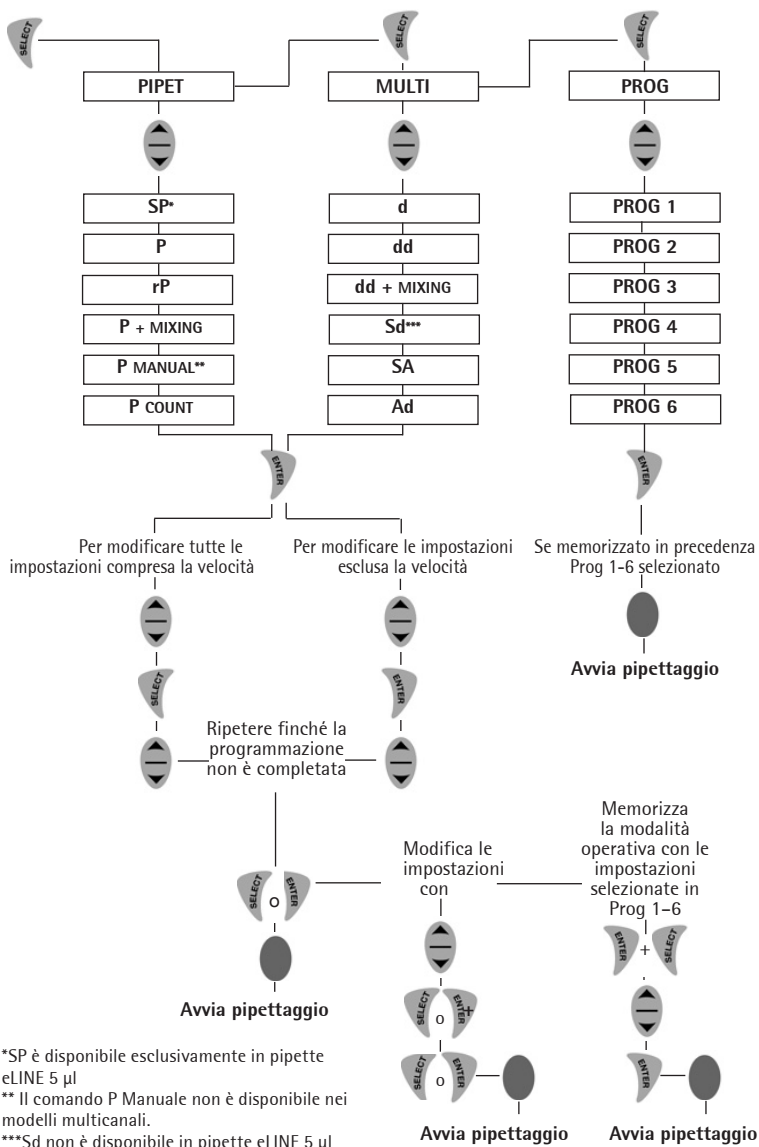 SELECT
SELECT
SELECT
PIPET
MULTI
PROG
SP*
P
rP
P + MIXING
P MANUAL**
P COUNT
d
dd
dd + MIXING
Sd***
SA
Ad
PROG 1
PROG 2
PROG 3
PROG 4
PROG 5
PROG 6
ENTER
ENTER
Per modificare tutte le
impostazioni compresa la velocità
Per modificare le impostazioni
esclusa la velocità
Se memorizzato in precedenza
Prog 1-6 selezionato
Avvia pipettaggio
SELECT
ENTER
Ripetere finché la
programmazione
non è completata
SELECT o ENTER
Avvia pipettaggio
Modifica le
impostazioni
con
SELECT o ENTER +
SELECT o ENTER
Avvia pipettaggio
Memorizza
la modalità
operativa con le
impostazioni
selezionate in
Prog 1–6
ENTER + SELECT
ENTER
Avvia pipettaggio
*SP è disponibile esclusivamente in pipette
eLINE 5 µl
** Il comando P Manuale non è disponibile nei
modelli multicanali.
***Sd non è disponibile in pipette eLINE 5 µl